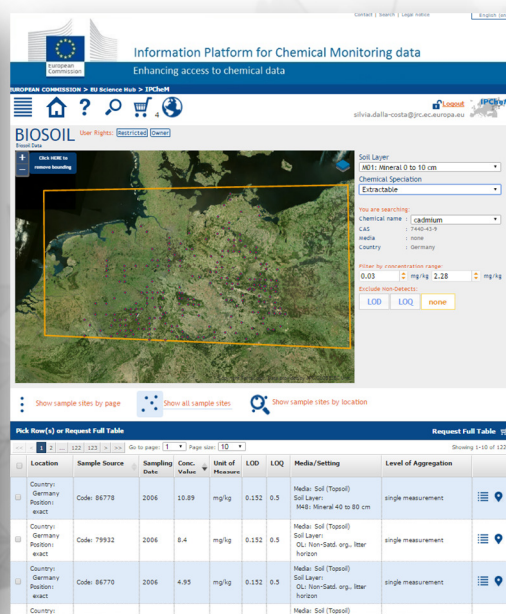 Contact | Search | Legal notice
English (en)
European
Commission
Information Platform for Chemical Monitoring data
Enhancing access to chemical data
EUROPEAN COMMISSION > EU Science Hub > IPCheM
4
Logout
silvia.dalla-costa@jrc.ec.europa.eu
IPCheM
BIOSOIL User Rights: Restricted Owner
Biosoil Data
+
−
Click HERE to
remove bounding
Soil Layer
M01: Mineral 0 to 10 cm
Chemical Speciation
Extractable
You are searching:
Chemical name : cadmium
CAS : 7440-43-9
Media : none
Country : Germany
Filter by concentration range:
0.03 mg/kg 2.28 mg/kg
Exclude Non-Detects:
LOD LOQ none
Show sample sites by page Show all sample sites Show sample sites by location
Pick Row(s) or Request Full Table Request Full Table
<< < 1 2 ... 122 123 > >> Go to page: 1 Page size: 10 Showing 1-10 of 122
Location Sample Source Sampling Date Conc. Value Unit of Measure LOD LOQ Media/Setting Level of Aggregation
Country:
Germany
Position:
exact
Code: 86778 2006 10.89 mg/kg 0.152 0.5
Media: Soil (Topsoil)
Soil Layer:
M48: Mineral 40 to 80 cm
single measurement
Country:
Germany
Position:
exact
Code: 79932 2006 8.4 mg/kg 0.152 0.5
Media: Soil (Topsoil)
Soil Layer:
OL: Non-Satd. org., litter
horizon
single measurement
Country:
Germany
Position:
exact
Code: 86770 2006 4.95 mg/kg 0.152 0.5
Media: Soil (Topsoil)
Soil Layer:
OL: Non-Satd. org., litter
horizon
single measurement
Country:
Media: Soil (Topsoil)